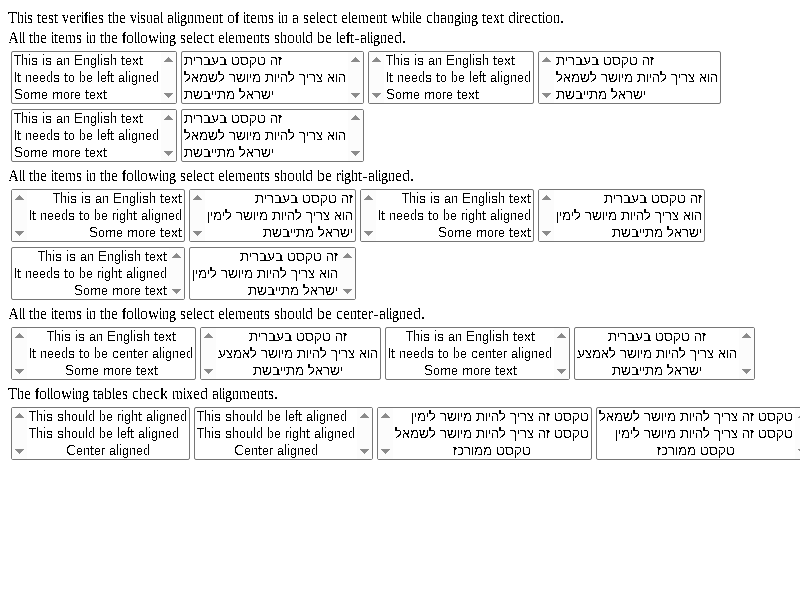 This test verifies the visual alignment of items in a select element while changing text direction.
All the items in the following select elements should be left-aligned.
This is an English text
It needs to be left aligned
Some more text
זה טקסט בעברית
הוא צריך להיות מיושר לשמאל
ישראל מתייבשת
This is an English text
It needs to be left aligned
Some more text
זה טקסט בעברית
הוא צריך להיות מיושר לשמאל
ישראל מתייבשת
This is an English text
It needs to be left aligned
Some more text
זה טקסט בעברית
הוא צריך להיות מיושר לשמאל
ישראל מתייבשת
All the items in the following select elements should be right-aligned.
This is an English text
It needs to be right aligned
Some more text
זה טקסט בעברית
הוא צריך להיות מיושר לימין
ישראל מתייבשת
This is an English text
It needs to be right aligned
Some more text
זה טקסט בעברית
הוא צריך להיות מיושר לימין
ישראל מתייבשת
This is an English text
It needs to be right aligned
Some more text
זה טקסט בעברית
הוא צריך להיות מיושר לימין
ישראל מתייבשת
All the items in the following select elements should be center-aligned.
This is an English text
It needs to be center aligned
Some more text
זה טקסט בעברית
הוא צריך להיות מיושר לאמצע
ישראל מתייבשת
This is an English text
It needs to be center aligned
Some more text
זה טקסט בעברית
הוא צריך להיות מיושר לאמצע
ישראל מתייבשת
The following tables check mixed alignments.
This should be right aligned
This should be left aligned
Center aligned
This should be left aligned
This should be right aligned
Center aligned
טקסט זה צריך להיות מיושר לימין
טקסט זה צריך להיות מיושר לשמאל
טקסט ממורכז
טקסט זה צריך להיות מיושר לשמאל
טקסט זה צריך להיות מיושר לימין
טקסט ממורכז